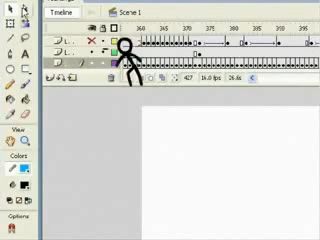 Timeline
Scene 1
360 365 370 375 380 385 390 395
L...
L...
L...
427 16.0 fps 26.6s
View
Colors
Options